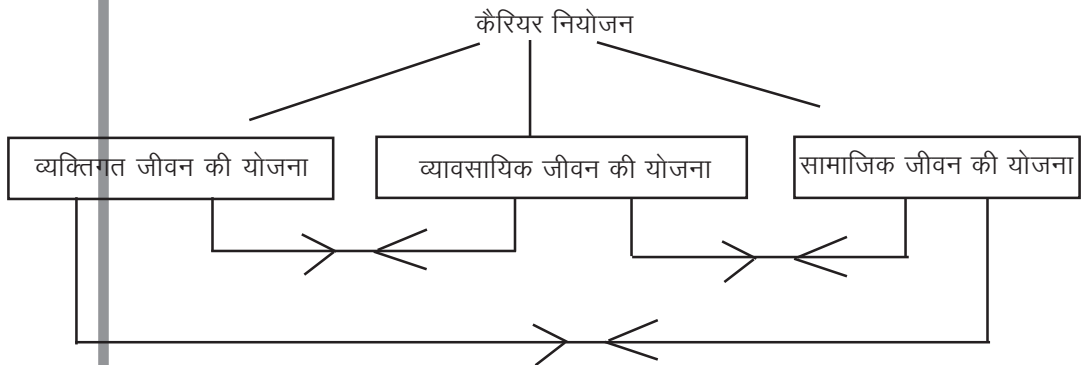 कैरियर नियोजन
व्यक्तिगत जीवन की योजना
व्यावसायिक जीवन की योजना
सामाजिक जीवन की योजना